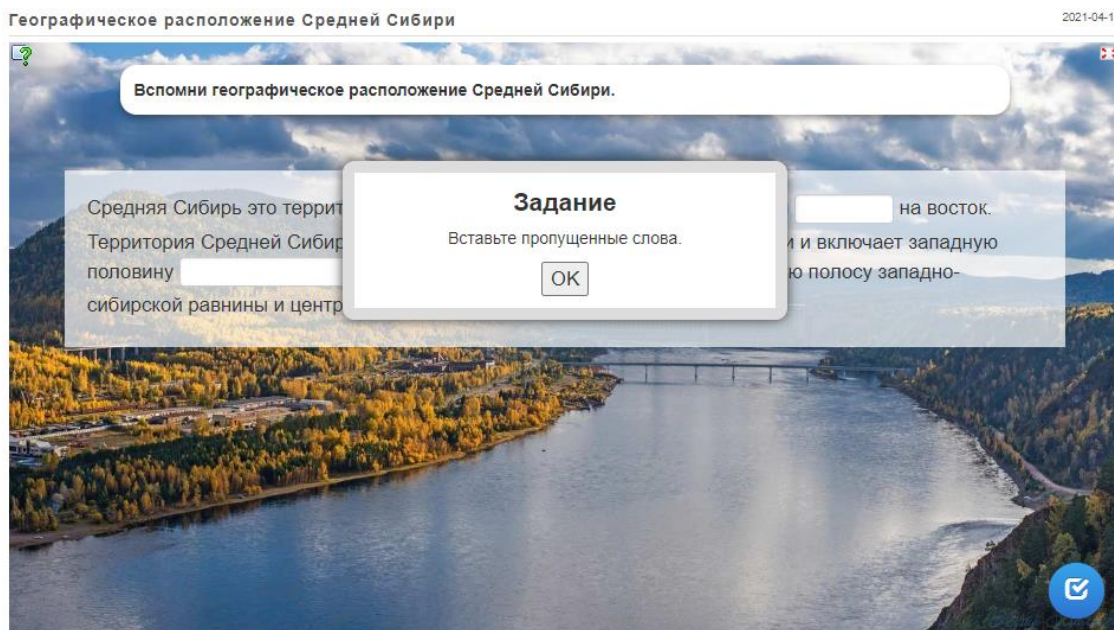 Географическое расположение Средней Сибири
2021-04-1
Вспомни географическое расположение Средней Сибири.
Задание
Вставьте пропущенные слова.
OK
Средняя Сибирь это террит на восток.
Территория Средней Сибир и и включает западную
половину ю полосу западно-
сибирской равнины и центр